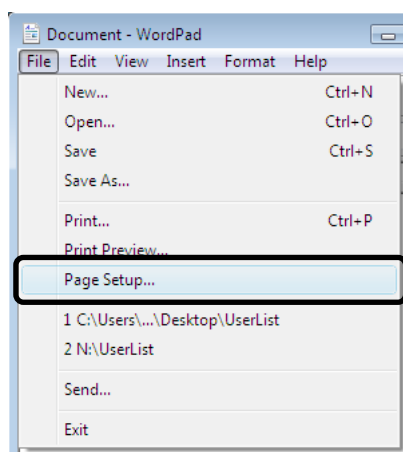 Document - WordPad
File Edit View Insert Format Help
New... Ctrl+N
Open... Ctrl+O
Save Ctrl+S
Save As...
Print... Ctrl+P
Print Preview...
Page Setup...
1 C:\Users\...\Desktop\UserList
2 N:\UserList
Send...
Exit